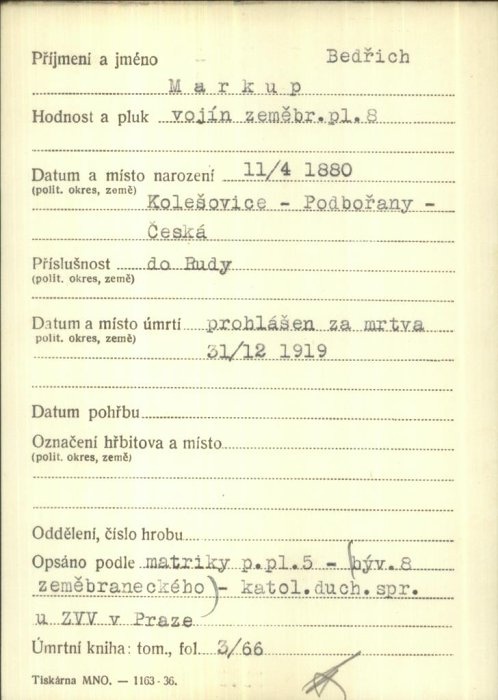 Příjmení a jméno Bedřich
Markup
Hodnost a pluk vojín zeměbr.pl.8
Datum a místo narození 11/4 1880
(polit. okres, země)
Kolešovice - Podbořany -
Česká
Příslušnost do Rudy
(polit. okres, země)
Datum a místo úmrtí prohlášen za mrtva
polit. okres, země) 31/12 1919
Datum pohřbu
Označení hřbitova a místo
(polit. okres, země)
Oddělení, číslo hrobu
Opsáno podle matriky p.pl.5 - (býv.8
zeměbraneckého) - katol.duch.spr.
u ZVV v Praze
Úmrtní kniha: tom., fol. 3/66
Tiskárna MNO. — 1163-36.